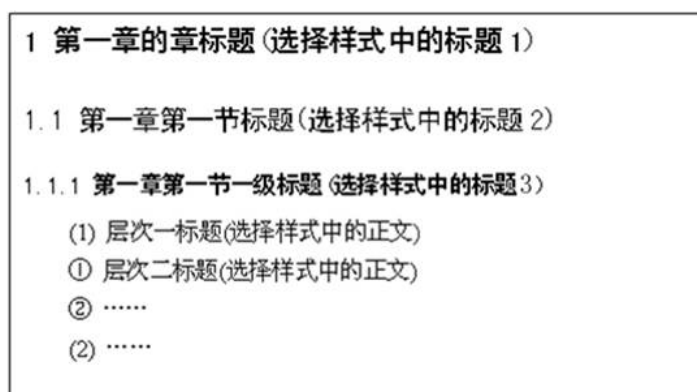 1 第一章的章标题(选择样式中的标题1)
1.1 第一章第一节标题(选择样式中的标题2)
1.1.1 第一章第一节一级标题(选择样式中的标题3)
(1) 层次一标题(选择样式中的正文)
① 层次二标题(选择样式中的正文)
② ……
(2) ……